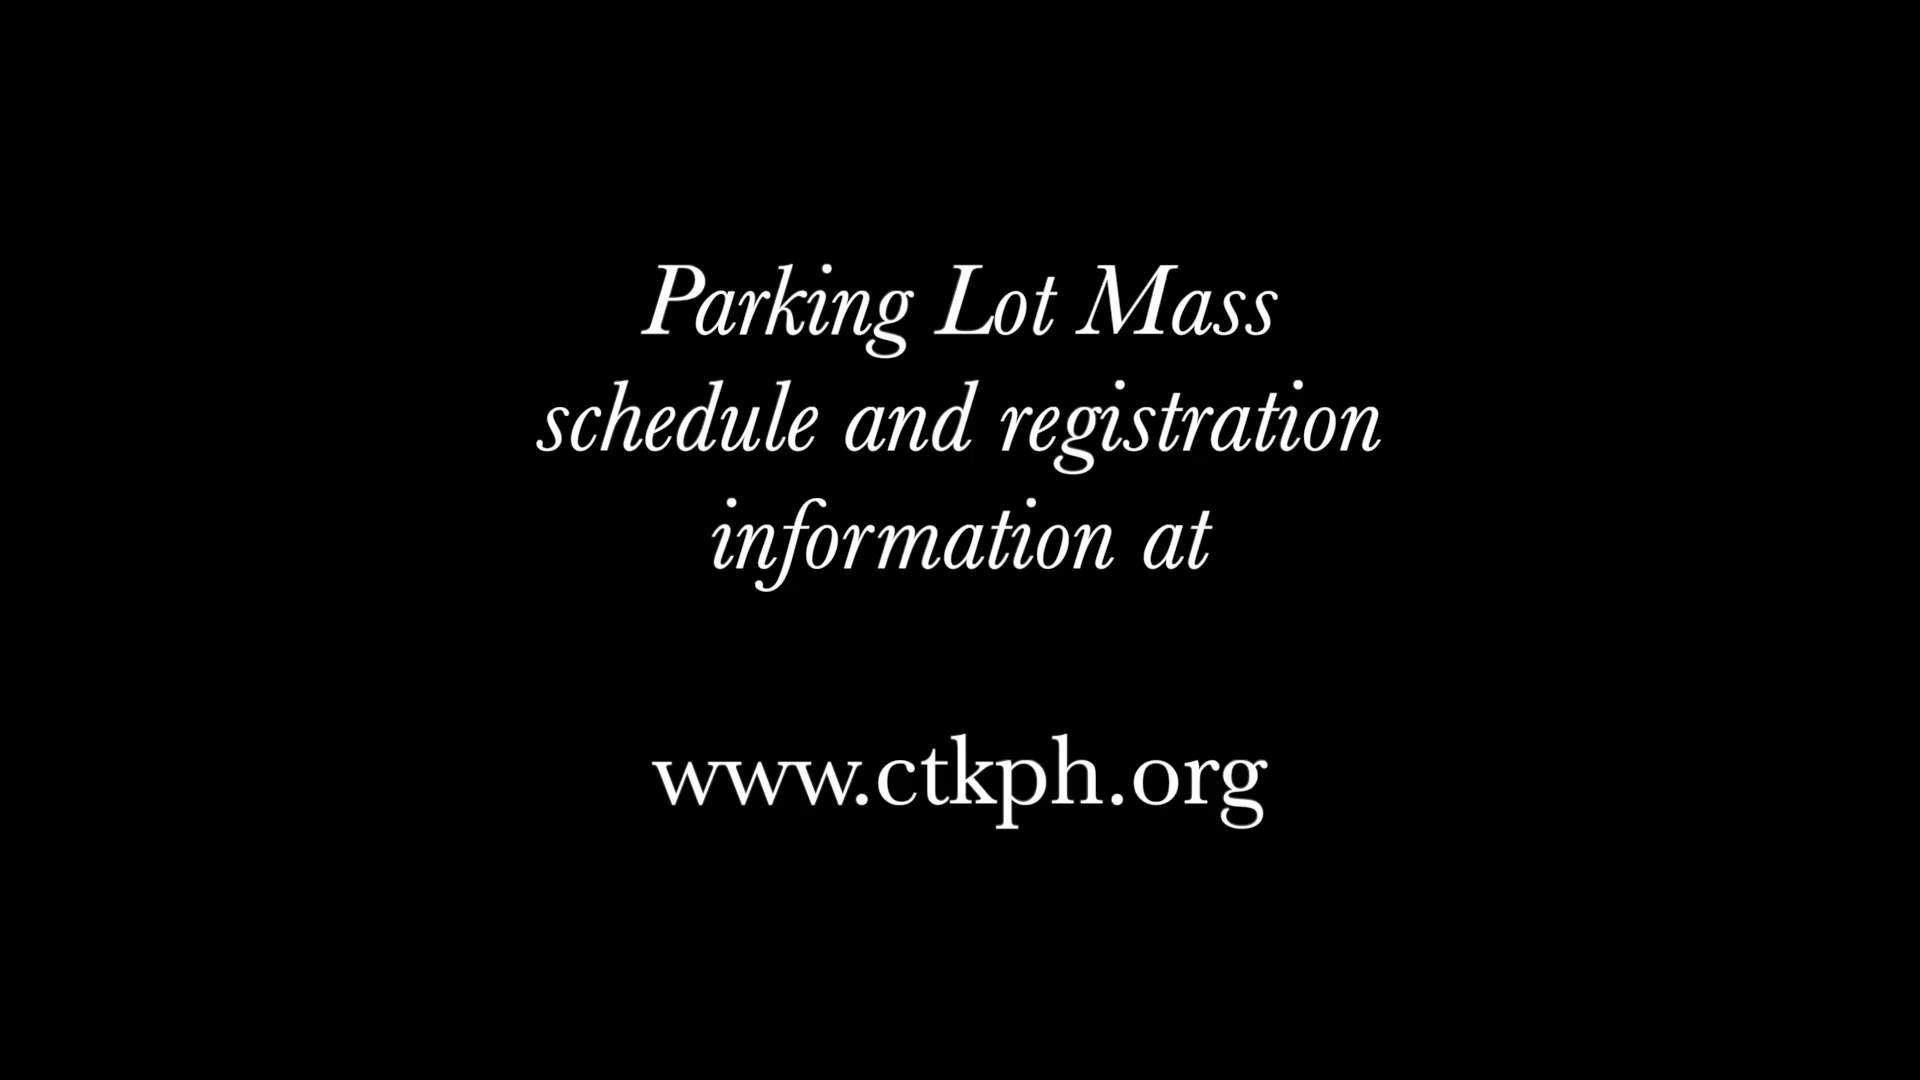 Parking Lot Mass
schedule and registration
information at
www.ctkph.org